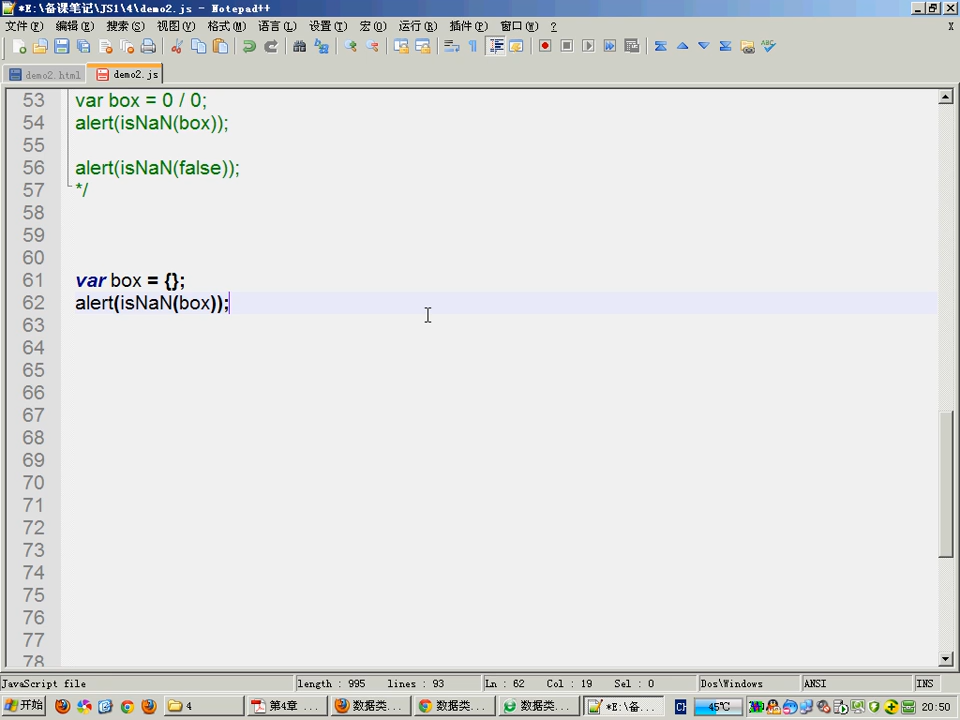 *E:\备课笔记\JS1\4\demo2.js - Notepad++
文件(F) 编辑(E) 搜索(S) 视图(V) 格式(M) 语言(L) 设置(T) 宏(O) 运行(R) 插件(P) 窗口(W) ? X
demo2.html demo2.js
53 var box = 0 / 0;
54 alert(isNaN(box));
55
56 alert(isNaN(false));
57 */
58
59
60
61 var box = {};
62 alert(isNaN(box));
63
64
65
66
67
68
69
70
71
72
73
74
75
76
77
78
JavaScript file length : 995 lines : 93 Ln : 62 Col : 19 Sel : 0 Dos\Windows ANSI INS
开始 4 第4章 ... 数据类... 数据类... 数据类... *E:\备... CH 45℃ 20:50